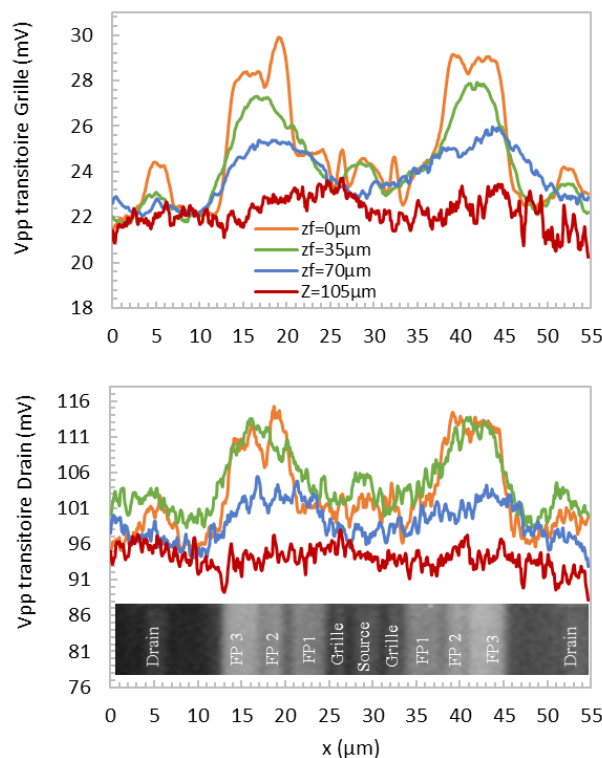 Vpp transitoire Grille (mV)
30
28
26
24
22
20
18
zf=0µm
zf=35µm
zf=70µm
Z=105µm
0 5 10 15 20 25 30 35 40 45 50 55
Vpp transitoire Drain (mV)
116
111
106
101
96
91
86
81
76
Drain FP 3 FP 2 FP1 Grille Source Grille FP1 FP 2 FP3 Drain
0 5 10 15 20 25 30 35 40 45 50 55
x (µm)